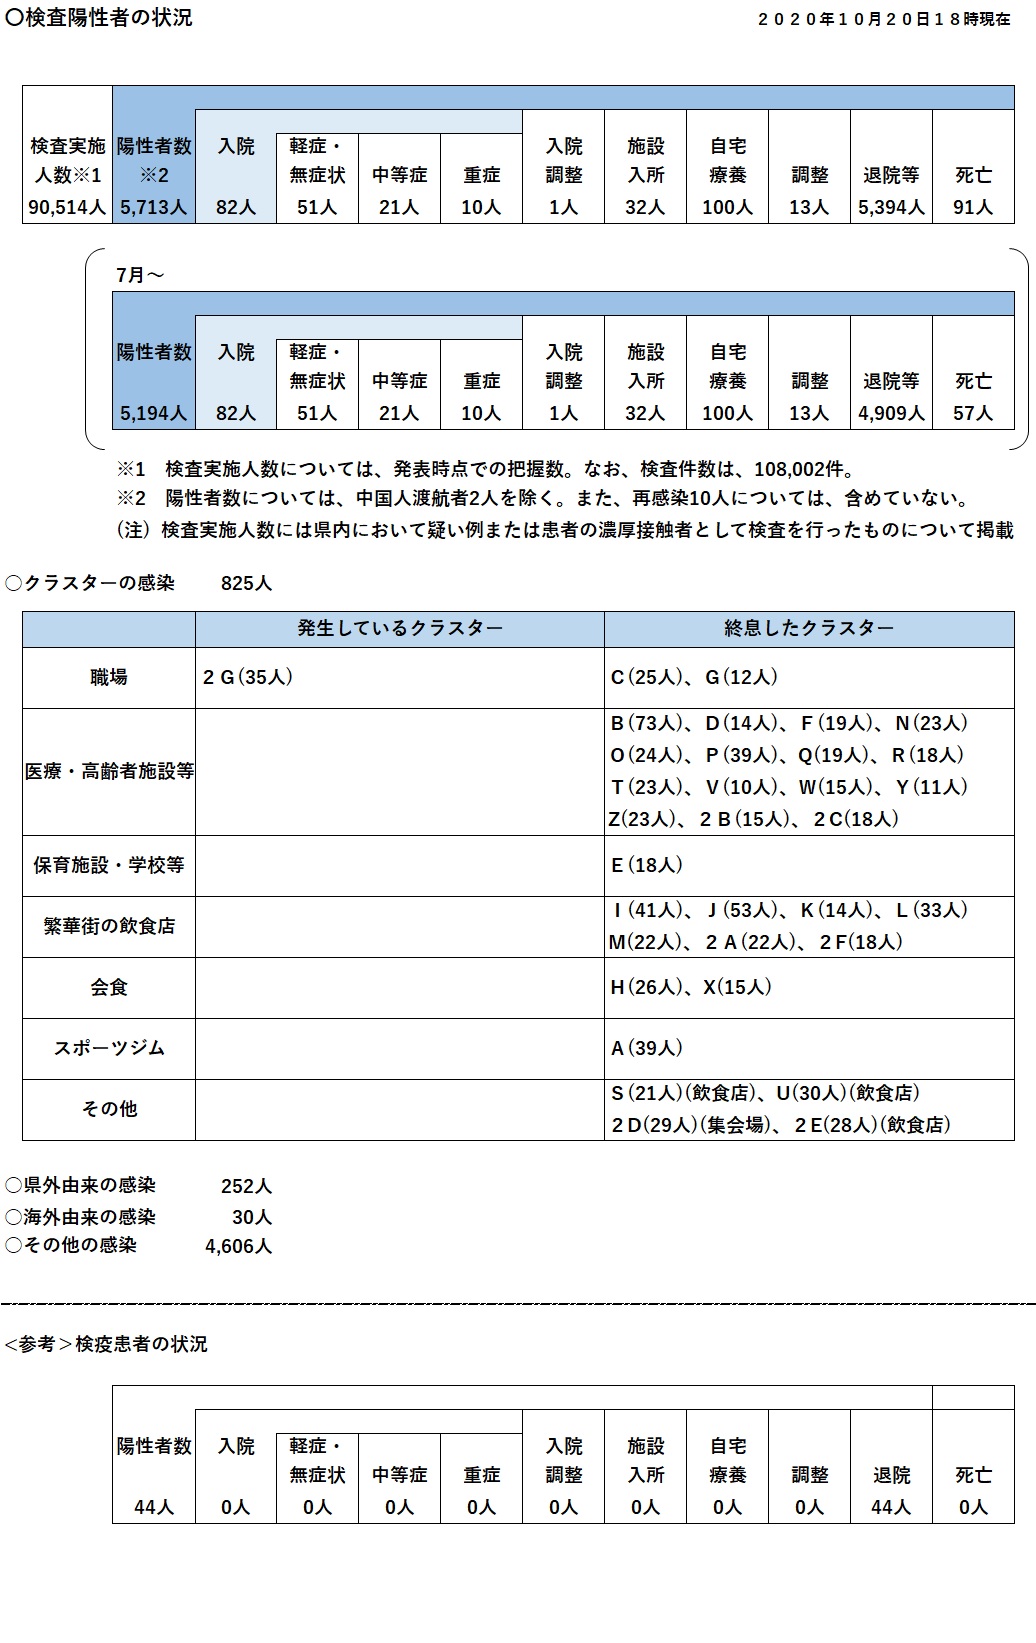 〇検査陽性者の状況
２０２０年１０月２０日１８時現在
検査実施 陽性者数 入院 軽症・ 入院 施設 自宅
人数※1 ※2 無症状 中等症 重症 調整 入所 療養 調整 退院等 死亡
90,514人 5,713人 82人 51人 21人 10人 1人 32人 100人 13人 5,394人 91人
7月～
陽性者数 入院 軽症・ 入院 施設 自宅
無症状 中等症 重症 調整 入所 療養 調整 退院等 死亡
5,194人 82人 51人 21人 10人 1人 32人 100人 13人 4,909人 57人
※1　検査実施人数については、発表時点での把握数。なお、検査件数は、108,002件。
※2　陽性者数については、中国人渡航者2人を除く。また、再感染10人については、含めていない。
（注）検査実施人数には県内において疑い例または患者の濃厚接触者として検査を行ったものについて掲載
〇クラスターの感染 825人
発生しているクラスター 終息したクラスター
職場 ２G(35人) C(25人)、G(12人)
医療・高齢者施設等 B(73人)、D(14人)、F(19人)、N(23人)
O(24人)、P(39人)、Q(19人)、R(18人)
T(23人)、V(10人)、W(15人)、Y(11人)
Z(23人)、２B(15人)、２C(18人)
保育施設・学校等 E(18人)
繁華街の飲食店 I(41人)、J(53人)、K(14人)、L(33人)
M(22人)、２A(22人)、２F(18人)
会食 H(26人)、X(15人)
スポーツジム A(39人)
その他 S(21人)(飲食店)、U(30人)(飲食店)
２D(29人)(集会場)、２E(28人)(飲食店)
〇県外由来の感染 252人
〇海外由来の感染 30人
〇その他の感染 4,606人
<参考＞検疫患者の状況
陽性者数 入院 軽症・ 入院 施設 自宅
無症状 中等症 重症 調整 入所 療養 調整 退院 死亡
44人 0人 0人 0人 0人 0人 0人 0人 0人 44人 0人